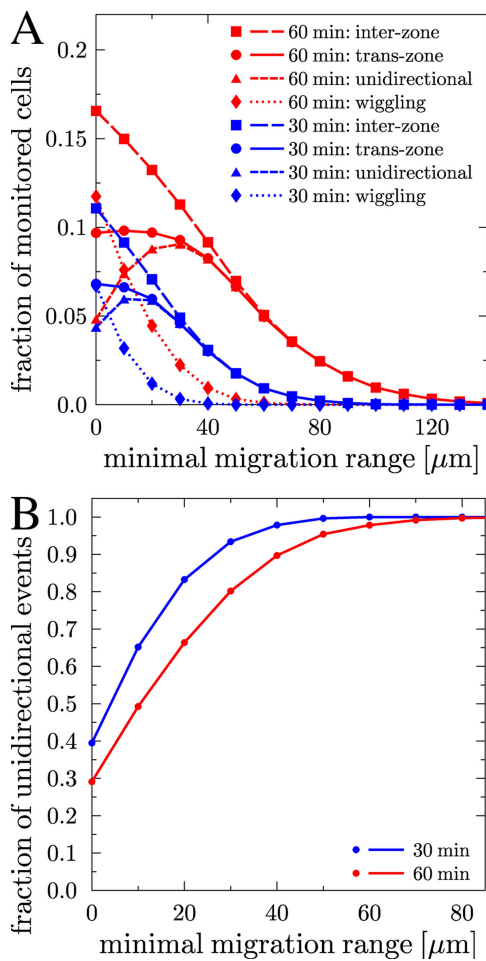 A
0.2
0.15
0.1
0.05
0.0
fraction of monitored cells
60 min: inter-zone
60 min: trans-zone
60 min: unidirectional
60 min: wiggling
30 min: inter-zone
30 min: trans-zone
30 min: unidirectional
30 min: wiggling
0 40 80 120
minimal migration range [μm]
B
1.0
0.9
0.8
0.7
0.6
0.5
0.4
0.3
0.2
0.1
0.0
fraction of unidirectional events
30 min
60 min
0 20 40 60 80
minimal migration range [μm]